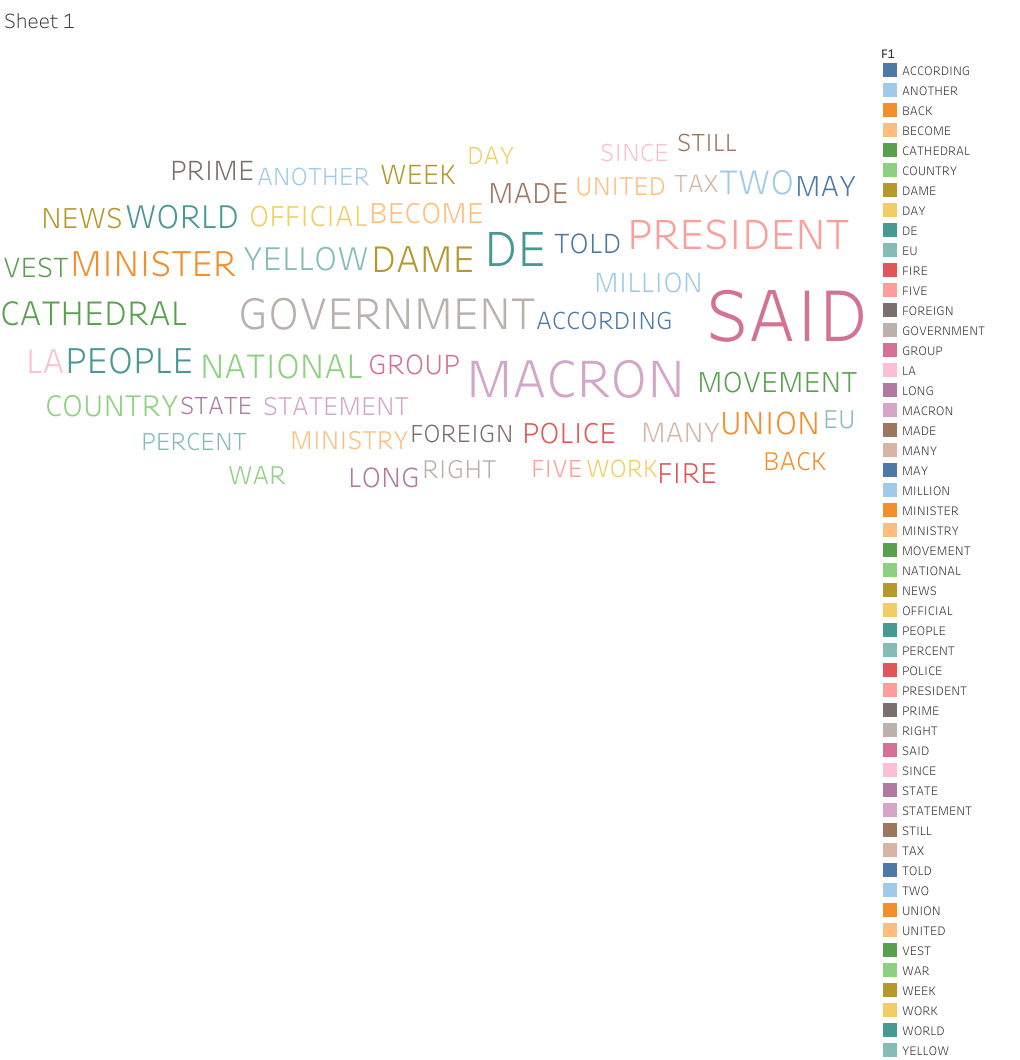 Sheet 1
DAY SINCE STILL
PRIME ANOTHER WEEK MADE UNITED TAX TWO MAY
NEWS WORLD OFFICIAL BECOME
VEST MINISTER YELLOW DAME DE TOLD PRESIDENT
MILLION
CATHEDRAL GOVERNMENT ACCORDING SAID
LA PEOPLE NATIONAL GROUP MACRON MOVEMENT
COUNTRY STATE STATEMENT
PERCENT MINISTRY FOREIGN POLICE MANY UNION EU
WAR LONG RIGHT FIVE WORK FIRE BACK
F1
ACCORDING
ANOTHER
BACK
BECOME
CATHEDRAL
COUNTRY
DAME
DAY
DE
EU
FIRE
FIVE
FOREIGN
GOVERNMENT
GROUP
LA
LONG
MACRON
MADE
MANY
MAY
MILLION
MINISTER
MINISTRY
MOVEMENT
NATIONAL
NEWS
OFFICIAL
PEOPLE
PERCENT
POLICE
PRESIDENT
PRIME
RIGHT
SAID
SINCE
STATE
STATEMENT
STILL
TAX
TOLD
TWO
UNION
UNITED
VEST
WAR
WEEK
WORK
WORLD
YELLOW